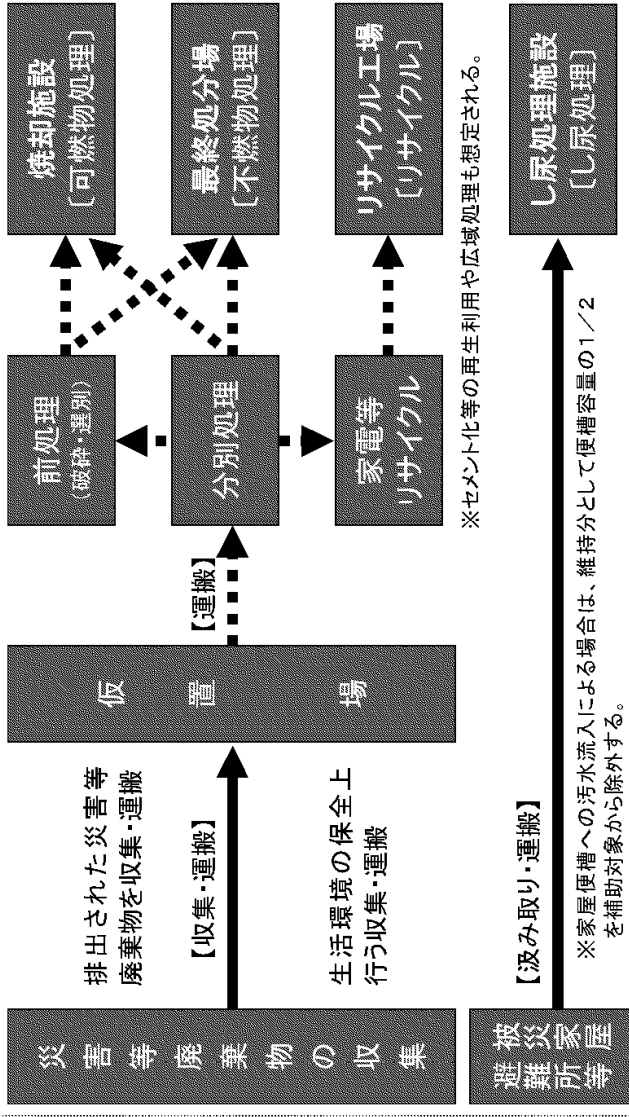 災害等廃棄物の収集
排出された災害等
廃棄物を収集・運搬
【収集・運搬】
生活環境の保全上
行う収集・運搬
仮置場
【運搬】
前処理
(破砕・選別)
分別処理
家電等
リサイクル
焼却施設
[可燃物処理]
最終処分場
[不燃物処理]
リサイクル工場
[リサイクル]
※セメント化等の再生利用や広域処理も想定される。
被災家屋
避難所等
【汲み取り・運搬】
し尿処理施設
[し尿処理]
※家屋便槽への汚水流入による場合は、維持分として便槽容量の1/2
を補助対象から除外する。